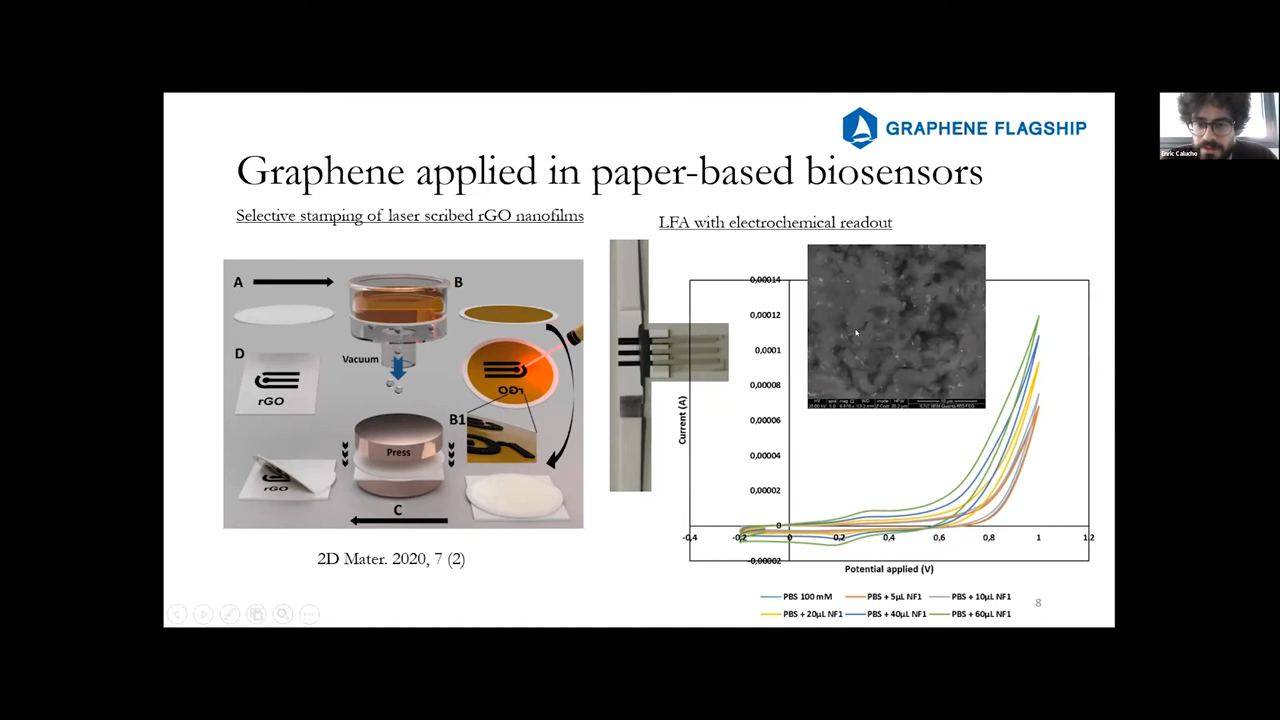 GRAPHENE FLAGSHIP
Graphene applied in paper-based biosensors
Selective stamping of laser scribed rGO nanofilms
LFA with electrochemical readout
A
B
Vacuum
D
rGO
rGO
B1
Press
rGO
C
2D Mater. 2020, 7 (2)
0,00014
0,00012
0,0001
0,00008
0,00006
0,00004
0,00002
0
-0,00002
Current (A)
-0,4
-0,2
0
0,2
0,4
0,6
0,8
1
1,2
Potential applied (V)
PBS 100 mM
PBS + 5µL NF1
PBS + 10µL NF1
PBS + 20µL NF1
PBS + 40µL NF1
PBS + 60µL NF1
8
Enric Calucho